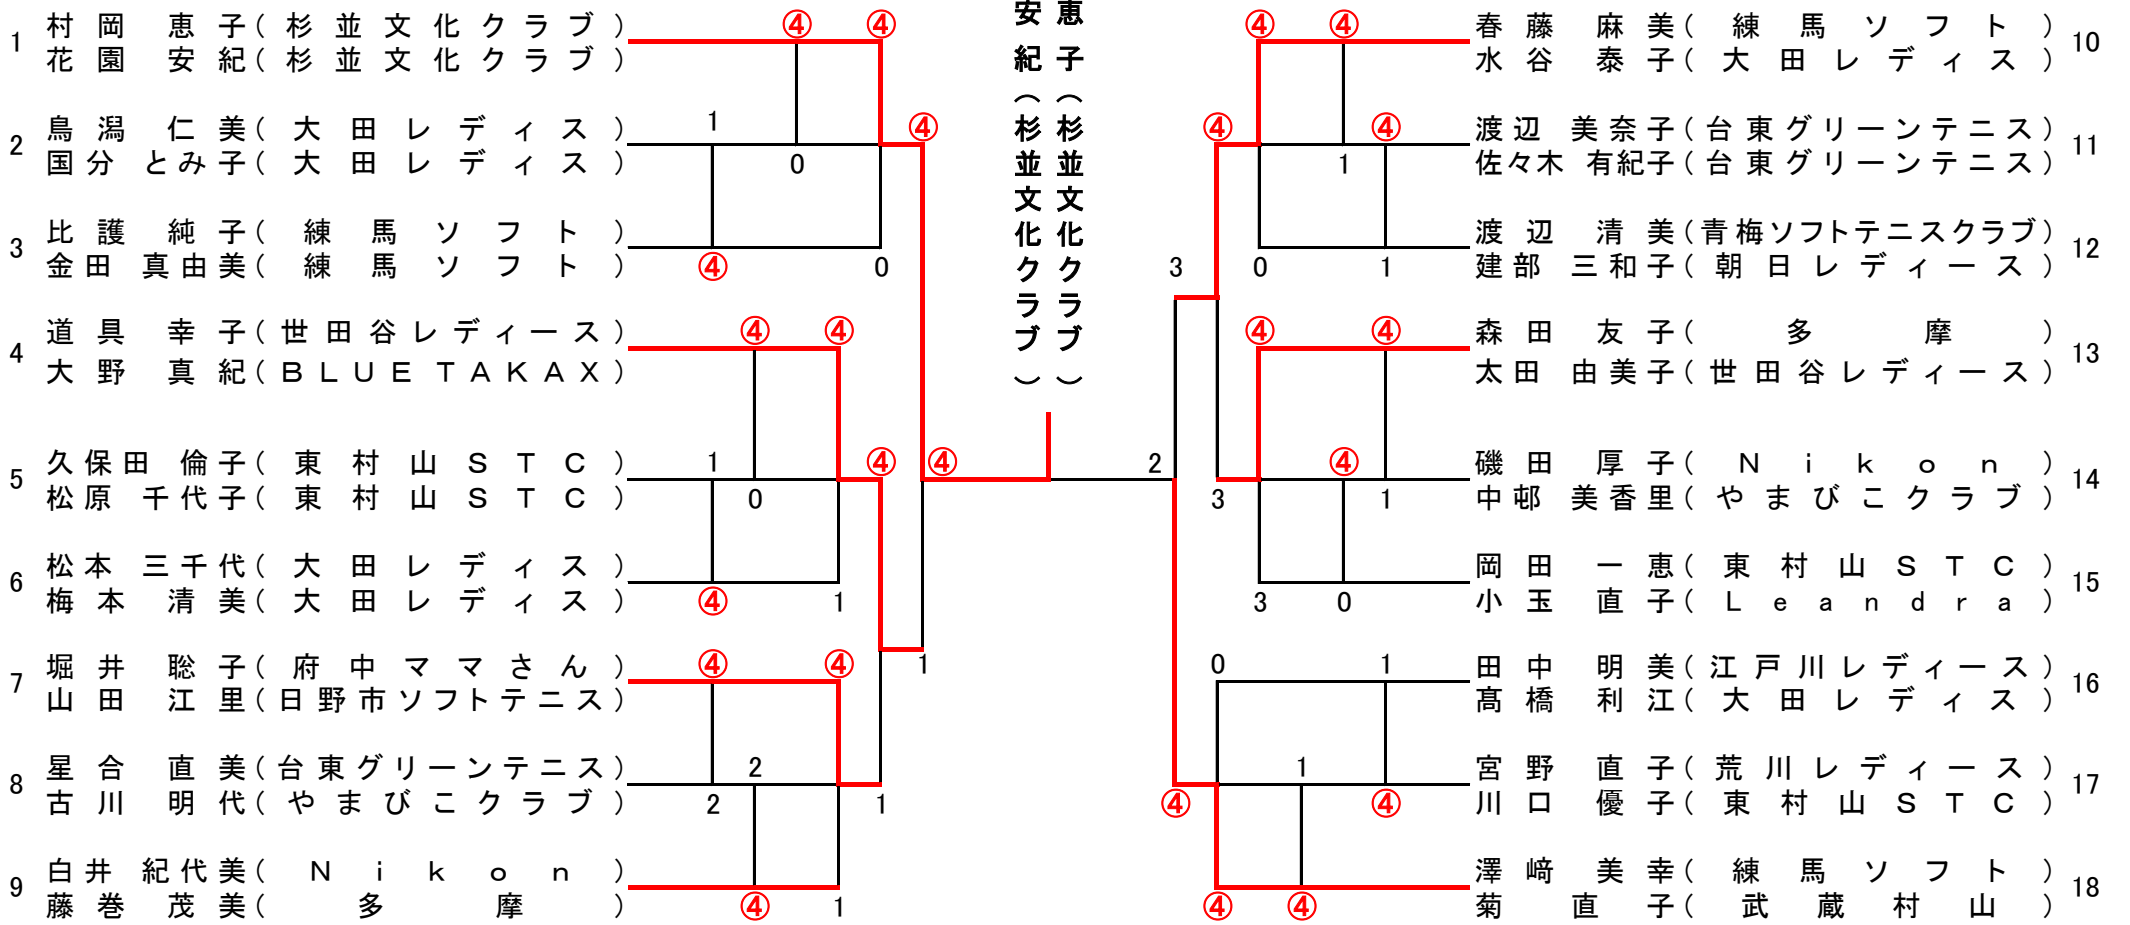 1
村岡 恵子(杉並文化クラブ)
花園 安紀(杉並文化クラブ)
2
鳥潟 仁美(大田レディス)
国分 とみ子(大田レディス)
3
比護 純子(練馬ソフト)
金田 真由美(練馬ソフト)
4
道具 幸子(世田谷レディース)
大野 真紀(BLUE TAKAX)
5
久保田 倫子(東村山STC)
松原 千代子(東村山STC)
6
松本 三千代(大田レディス)
梅本 清美(大田レディス)
7
堀井 聡子(府中ママさん)
山田 江里(日野市ソフトテニス)
8
星合 直美(台東グリーンテニス)
古川 明代(やまびこクラブ)
9
白井 紀代美(Nikon)
藤巻 茂美(多摩)
④ ④
1 ④
0
④ 0
④ ④
1 ④ ④
0
④ 1
④ ④ 1
2
2 1
④ 1
恵子(杉並文化クラブ)
安紀(杉並文化クラブ)
④ ④
④ ④
1
3 0 1
④ ④
2 ④
3 1
3 0
0 1
1
④ ④
④ ④
春藤 麻美(練馬ソフト)
水谷 泰子(大田レディス)
10
渡辺 美奈子(台東グリーンテニス)
佐々木 有紀子(台東グリーンテニス)
11
渡辺 清美(青梅ソフトテニスクラブ)
建部 三和子(朝日レディース)
12
森田 友子(多摩)
太田 由美子(世田谷レディース)
13
磯田 厚子(Nikon)
中邨 美香里(やまびこクラブ)
14
岡田 一恵(東村山STC)
小玉 直子(Leandra)
15
田中 明美(江戸川レディース)
髙橋 利江(大田レディス)
16
宮野 直子(荒川レディース)
川口 優子(東村山STC)
17
澤﨑 美幸(練馬ソフト)
菊 直子(武蔵村山)
18